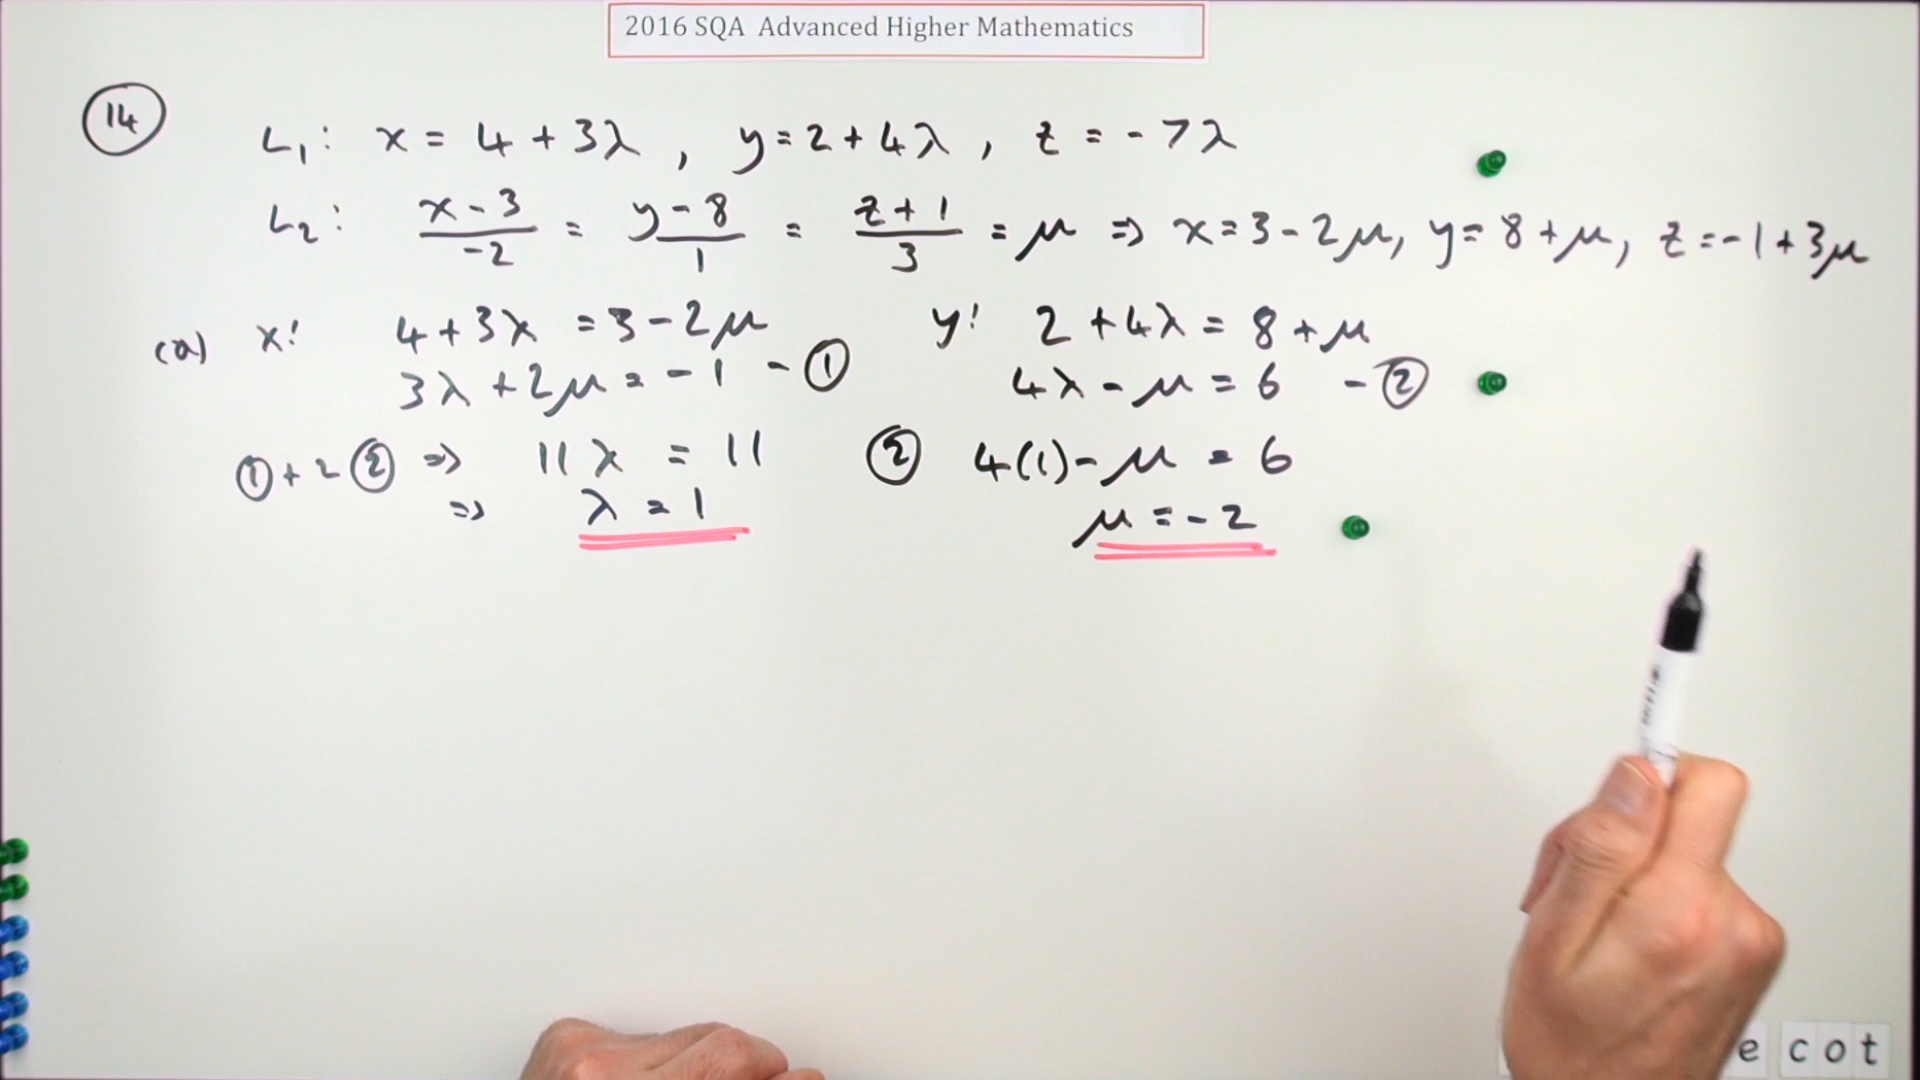 2016 SQA Advanced Higher Mathematics
14
L₁: x = 4 + 3λ , y = 2 + 4λ , z = -7λ
L₂: (x-3)/-2 = (y-8)/1 = (z+1)/3 = μ ⇒ x = 3 - 2μ, y = 8 + μ, z = -1 + 3μ
(a) x: 4 + 3λ = 3 - 2μ y: 2 + 4λ = 8 + μ
3λ + 2μ = -1 - ① 4λ - μ = 6 - ②
① + 2② ⇒ 11λ = 11 ② 4(1) - μ = 6
⇒ λ = 1 μ = -2
e c o t